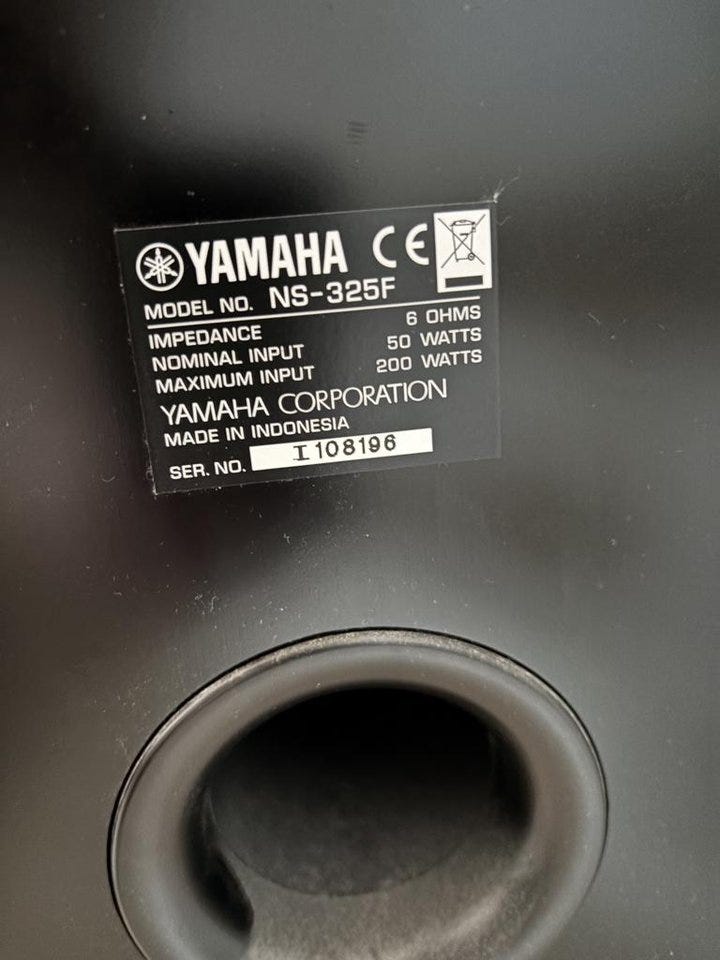 YAMAHA CE
MODEL NO. NS-325F
IMPEDANCE 6 OHMS
NOMINAL INPUT 50 WATTS
MAXIMUM INPUT 200 WATTS
YAMAHA CORPORATION
MADE IN INDONESIA
SER. NO. I108196